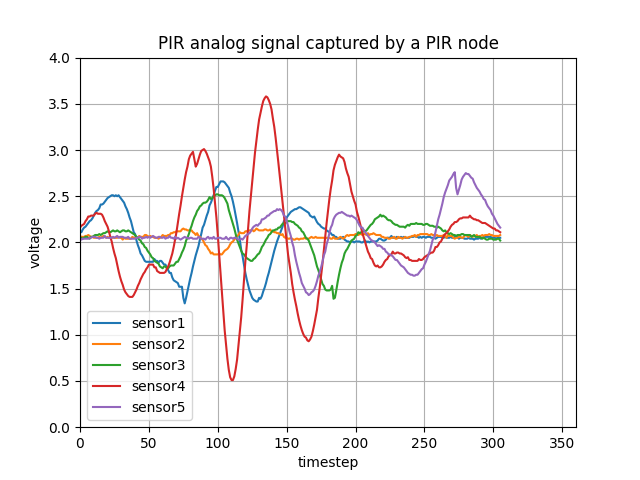 PIR analog signal captured by a PIR node
4.0
3.5
3.0
2.5
2.0
1.5
1.0
0.5
0.0
voltage
sensor1
sensor2
sensor3
sensor4
sensor5
0 50 100 150 200 250 300 350
timestep